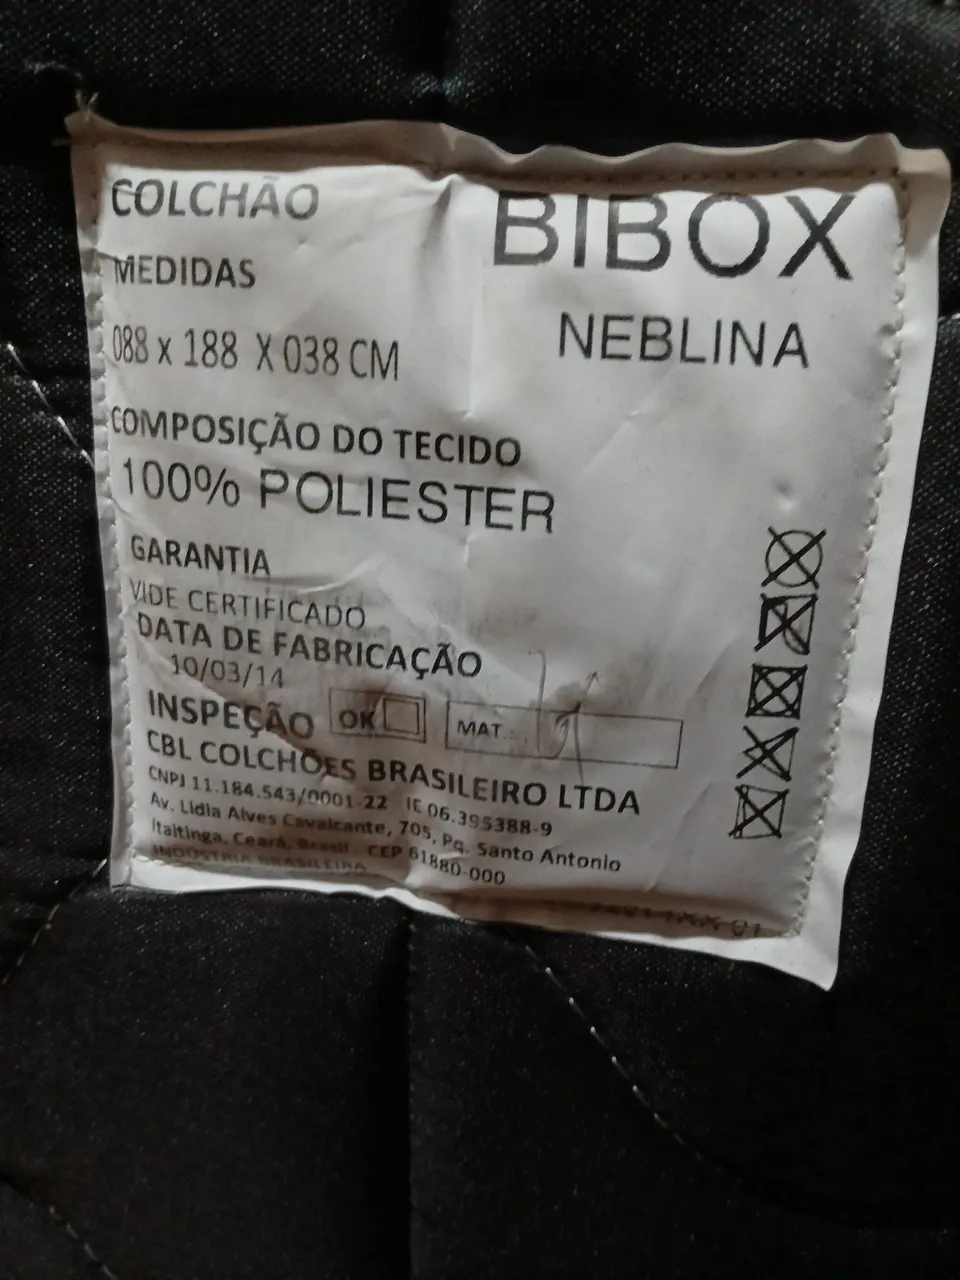 COLCHÃO
BIBOX
MEDIDAS
NEBLINA
088 x 188 X 038 CM
COMPOSIÇÃO DO TECIDO
100% POLIESTER
GARANTIA
VIDE CERTIFICADO
DATA DE FABRICAÇÃO
10/03/14
INSPEÇÃO OK MAT.:
CBL COLCHÕES BRASILEIRO LTDA
CNPJ 11.184.543/0001-22 IE 06.395388-9
Av. Lidia Alves Cavalcante, 705, Pq. Santo Antonio
Itaitinga, Ceará, Brasil CEP 61880-000
INDÚSTRIA BRASILEIRA